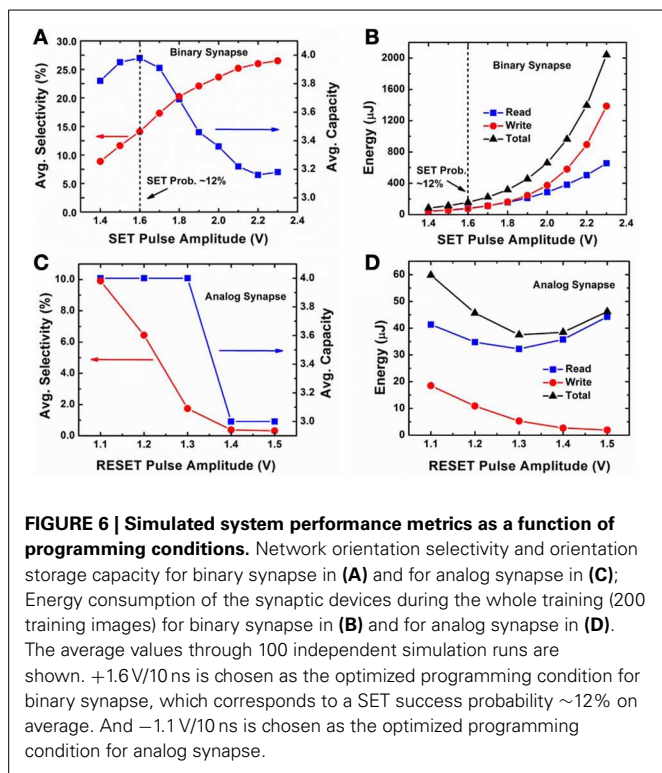 A
30.0
25.0
20.0
15.0
10.0
5.0
0.0
Avg. Selectivity (%)
Binary Synapse
SET Prob. ~12%
4.0
3.8
3.6
3.4
3.2
3.0
Avg. Capacity
1.4 1.6 1.8 2.0 2.2 2.4
SET Pulse Amplitude (V)
B
2000
1600
1200
800
400
0
Energy (µJ)
Binary Synapse
Read
Write
Total
SET Prob.
~12%
1.4 1.6 1.8 2.0 2.2 2.4
SET Pulse Amplitude (V)
C
10.0
8.0
6.0
4.0
2.0
0.0
Avg. Selectivity (%)
Analog Synapse
4.0
3.8
3.6
3.4
3.2
3.0
Avg. Capacity
1.1 1.2 1.3 1.4 1.5
RESET Pulse Amplitude (V)
D
60
50
40
30
20
10
0
Energy (µJ)
Analog Synapse
Read
Write
Total
1.1 1.2 1.3 1.4 1.5
RESET Pulse Amplitude (V)
FIGURE 6 | Simulated system performance metrics as a function of
programming conditions. Network orientation selectivity and orientation
storage capacity for binary synapse in (A) and for analog synapse in (C);
Energy consumption of the synaptic devices during the whole training (200
training images) for binary synapse in (B) and for analog synapse in (D).
The average values through 100 independent simulation runs are
shown. +1.6 V/10 ns is chosen as the optimized programming condition for
binary synapse, which corresponds to a SET success probability ∼12% on
average. And −1.1 V/10 ns is chosen as the optimized programming
condition for analog synapse.